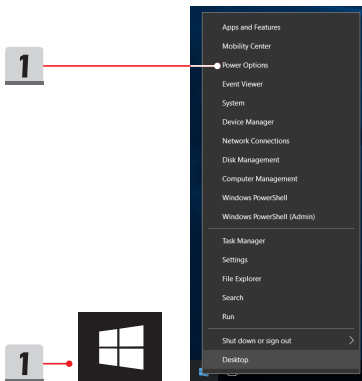 Apps and Features
Mobility Center
1
Power Options
Event Viewer
System
Device Manager
Network Connections
Disk Management
Computer Management
Windows PowerShell
Windows PowerShell (Admin)
Task Manager
Settings
File Explorer
Search
Run
Shut down or sign out
1
Desktop